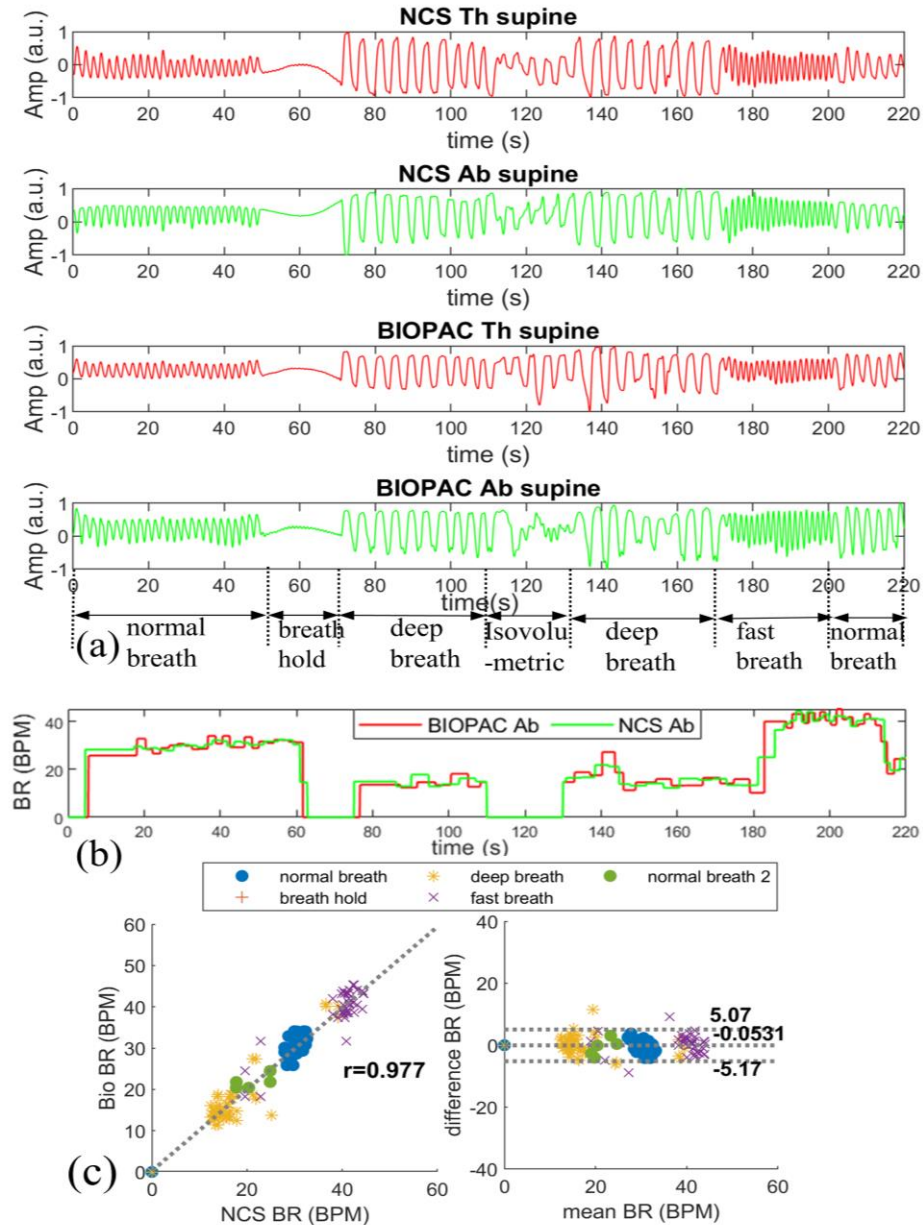 NCS Th supine
Amp (a.u.)
1
0
-1
0 20 40 60 80 100 120 140 160 180 200 220
time (s)
NCS Ab supine
Amp (a.u.)
1
0
-1
0 20 40 60 80 100 120 140 160 180 200 220
time (s)
BIOPAC Th supine
Amp (a.u.)
1
0
-1
0 20 40 60 80 100 120 140 160 180 200 220
time (s)
BIOPAC Ab supine
Amp (a.u.)
1
0
-1
0 20 40 60 80 100 120 140 160 180 200 220
time(s)
(a)
normal breath
breath hold
deep breath
Isovolu-metric
deep breath
fast breath
normal breath
BR (BPM)
40
20
0
BIOPAC Ab NCS Ab
0 20 40 60 80 100 120 140 160 180 200 220
time (s)
(b)
normal breath deep breath normal breath 2
breath hold fast breath
Bio BR (BPM)
60
50
40
30
20
10
0
r=0.977
0 20 40 60
NCS BR (BPM)
(c)
difference BR (BPM)
40
20
0
-20
-40
5.07
-0.0531
-5.17
0 20 40 60
mean BR (BPM)